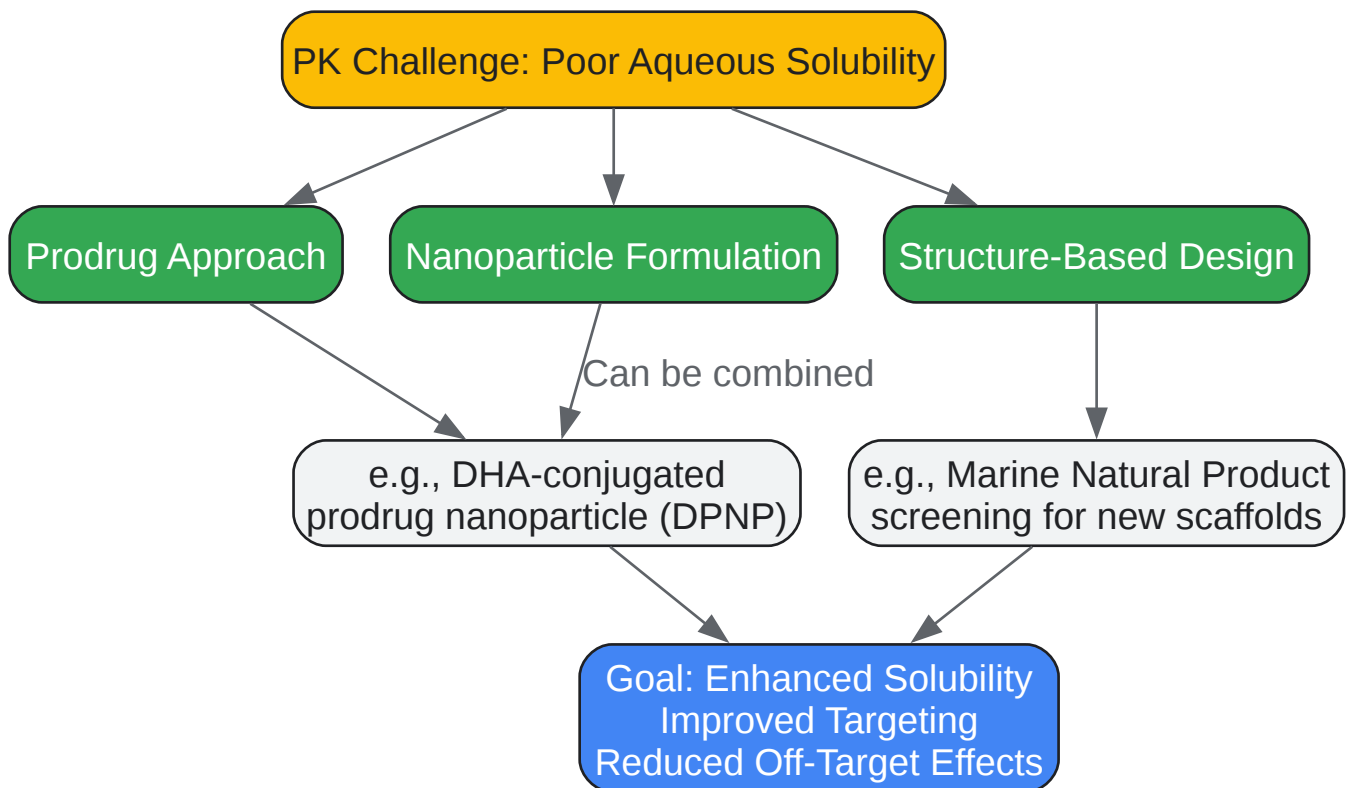 PK Challenge: Poor Aqueous Solubility
Prodrug Approach
Nanoparticle Formulation
Structure-Based Design
Can be combined
e.g., DHA-conjugated
prodrug nanoparticle (DPNP)
e.g., Marine Natural Product
screening for new scaffolds
Goal: Enhanced Solubility
Improved Targeting
Reduced Off-Target Effects